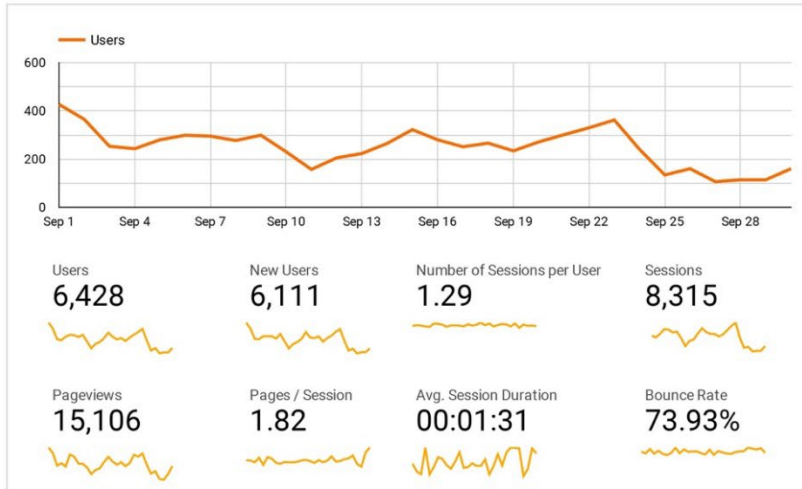 Users
600
400
200
0
Sep 1 Sep 4 Sep 7 Sep 10 Sep 13 Sep 16 Sep 19 Sep 22 Sep 25 Sep 28
Users New Users Number of Sessions per User Sessions
6,428 6,111 1.29 8,315
Pageviews Pages / Session Avg. Session Duration Bounce Rate
15,106 1.82 00:01:31 73.93%